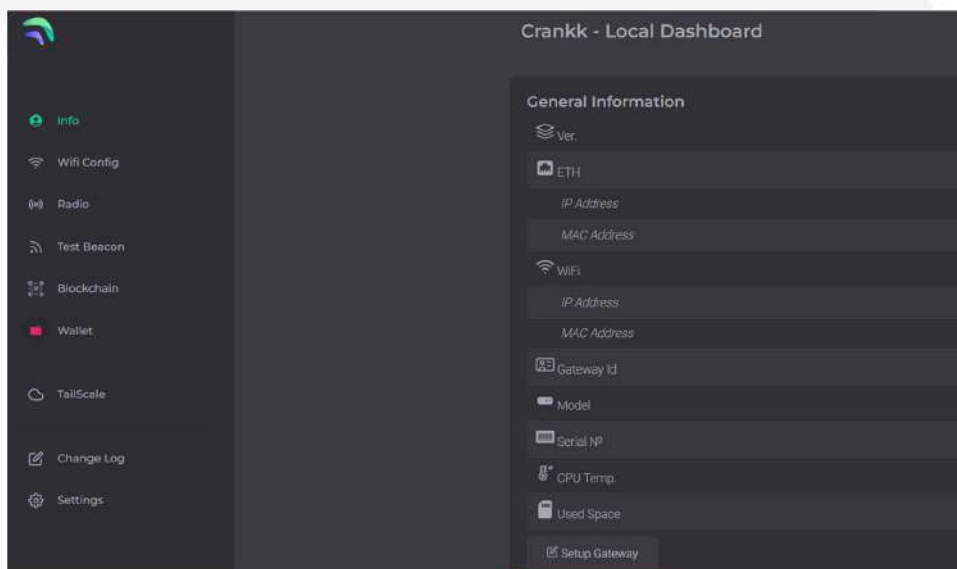 Crankk - Local Dashboard
Info
Wifi Config
Radio
Test Beacon
Blockchain
Wallet
TailScale
Change Log
Settings
General Information
Ver.
ETH
IP Address
MAC Address
WiFi
IP Address
MAC Address
Gateway Id
Model
Serial Nº
CPU Temp.
Used Space
Setup Gateway